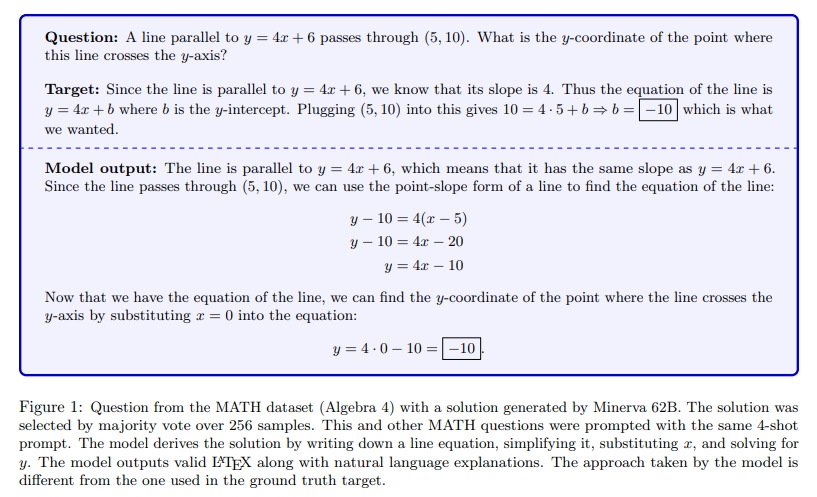 Question: A line parallel to y = 4x + 6 passes through (5, 10). What is the y-coordinate of the point where
this line crosses the y-axis?
Target: Since the line is parallel to y = 4x + 6, we know that its slope is 4. Thus the equation of the line is
y = 4x + b where b is the y-intercept. Plugging (5, 10) into this gives 10 = 4 · 5 + b ⇒ b = −10 which is what
we wanted.
Model output: The line is parallel to y = 4x + 6, which means that it has the same slope as y = 4x + 6.
Since the line passes through (5, 10), we can use the point-slope form of a line to find the equation of the line:
y − 10 = 4(x − 5)
y − 10 = 4x − 20
y = 4x − 10
Now that we have the equation of the line, we can find the y-coordinate of the point where the line crosses the
y-axis by substituting x = 0 into the equation:
y = 4 · 0 − 10 = −10.
Figure 1: Question from the MATH dataset (Algebra 4) with a solution generated by Minerva 62B. The solution was
selected by majority vote over 256 samples. This and other MATH questions were prompted with the same 4-shot
prompt. The model derives the solution by writing down a line equation, simplifying it, substituting x, and solving for
y. The model outputs valid LATEX along with natural language explanations. The approach taken by the model is
different from the one used in the ground truth target.